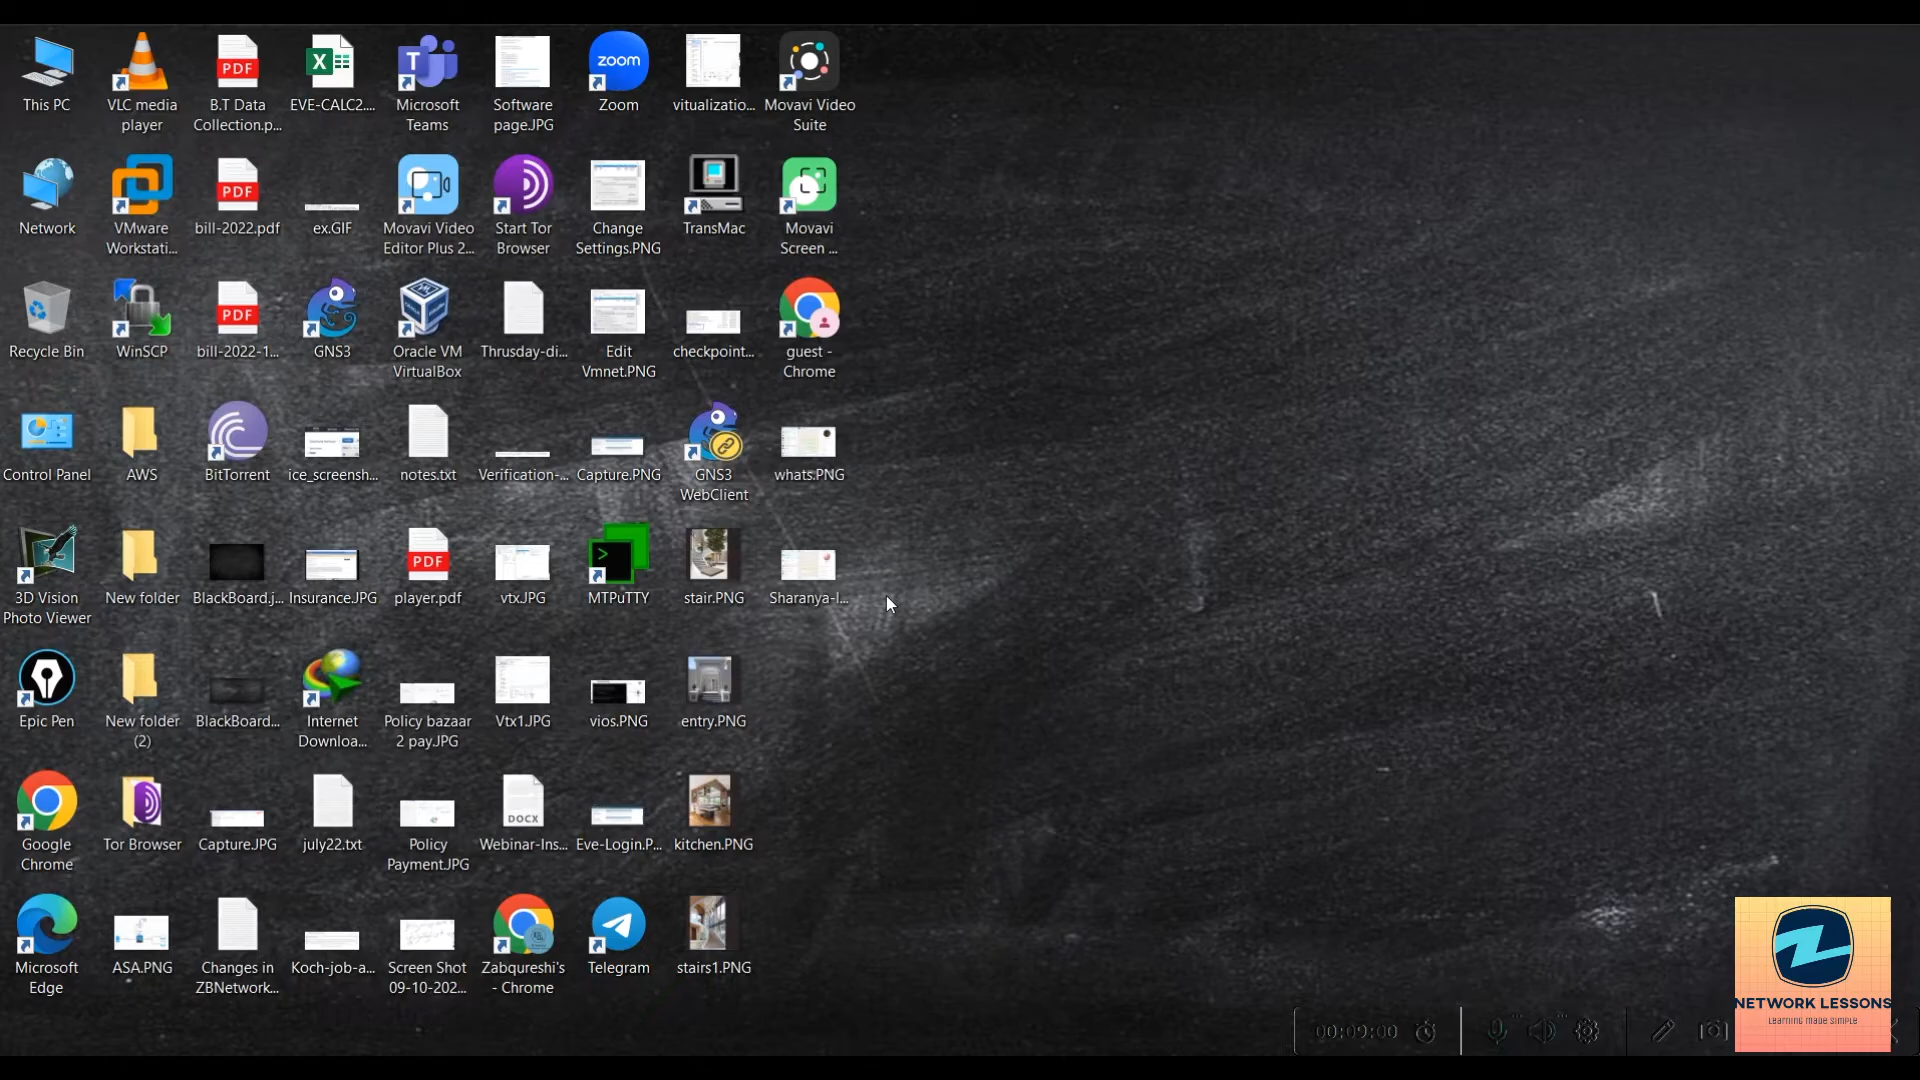 This PC
VLC media
player
B.T Data
Collection.p...
EVE-CALC2....
Microsoft
Teams
Software
page.JPG
Zoom
vitualizatio...
Movavi Video
Suite
Network
VMware
Workstati...
bill-2022.pdf
ex.GIF
Movavi Video
Editor Plus 2...
Start Tor
Browser
Change
Settings.PNG
TransMac
Movavi
Screen ...
Recycle Bin
WinSCP
bill-2022-1...
GNS3
Oracle VM
VirtualBox
Thrusday-di...
Edit
Vmnet.PNG
checkpoint...
guest -
Chrome
Control Panel
AWS
BitTorrent
ice_screensh...
notes.txt
Verification-...
Capture.PNG
GNS3
WebClient
whats.PNG
3D Vision
Photo Viewer
New folder
BlackBoard.j...
Insurance.JPG
player.pdf
vtx.JPG
MTPuTTY
stair.PNG
Sharanya-I...
Epic Pen
New folder
(2)
BlackBoard...
Internet
Downloa...
Policy bazaar
2 pay.JPG
Vtx1.JPG
vios.PNG
entry.PNG
Google
Chrome
Tor Browser
Capture.JPG
july22.txt
Policy
Payment.JPG
Webinar-Ins...
Eve-Login.P...
kitchen.PNG
Microsoft
Edge
ASA.PNG
Changes in
ZBNetwork...
Koch-job-a...
Screen Shot
09-10-202...
Zabqureshi's
- Chrome
Telegram
stairs1.PNG
PDF
PDF
PDF
PDF
DOCX
zoom
00:09:00
NETWORK LESSONS
Learning made simple